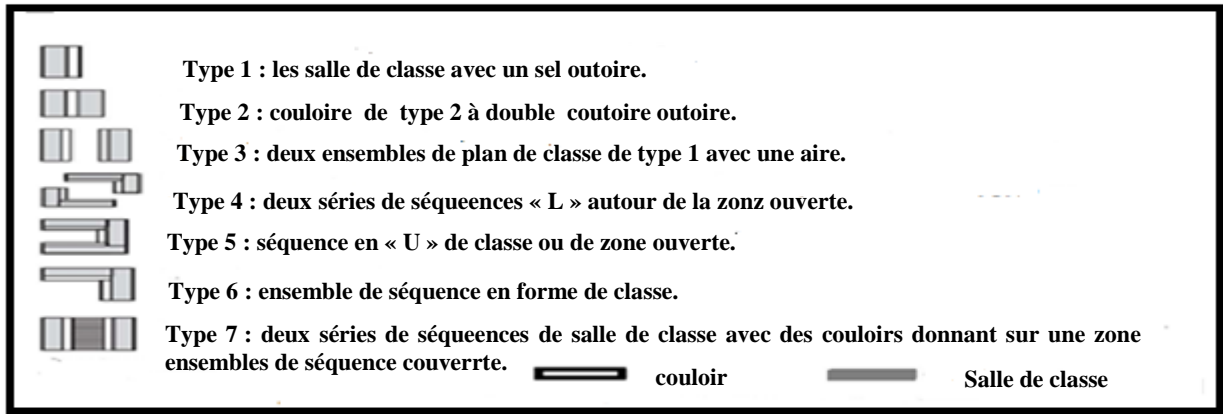 Type 1 : les salle de classe avec un sel outoire.
Type 2 : couloire de type 2 à double coutoire outoire.
Type 3 : deux ensembles de plan de classe de type 1 avec une aire.
Type 4 : deux séries de séqueences « L » autour de la zonz ouverte.
Type 5 : séquence en « U » de classe ou de zone ouverte.
Type 6 : ensemble de séquence en forme de classe.
Type 7 : deux séries de séqueences de salle de classe avec des couloirs donnant sur une zone
ensembles de séquence couverrte.
couloir
Salle de classe